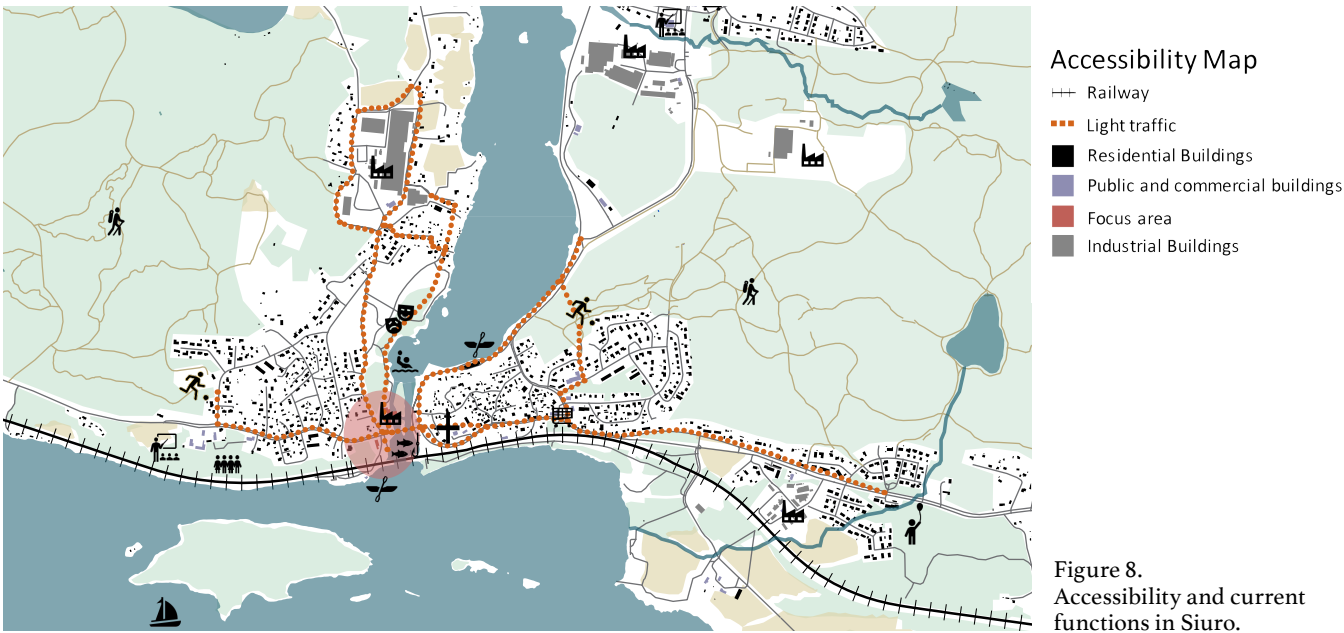 Accessibility Map
Railway
Light traffic
Residential Buildings
Public and commercial buildings
Focus area
Industrial Buildings
Figure 8.
Accessibility and current
functions in Siuro.